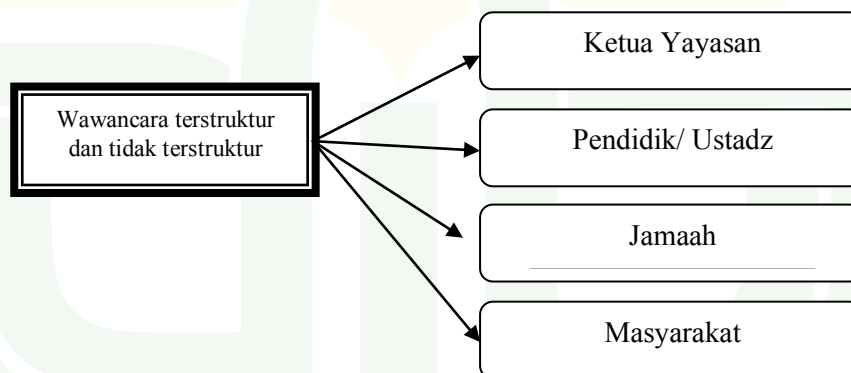 Ketua Yayasan
Wawancara terstruktur
dan tidak terstruktur
Pendidik/ Ustadz
Jamaah
Masyarakat